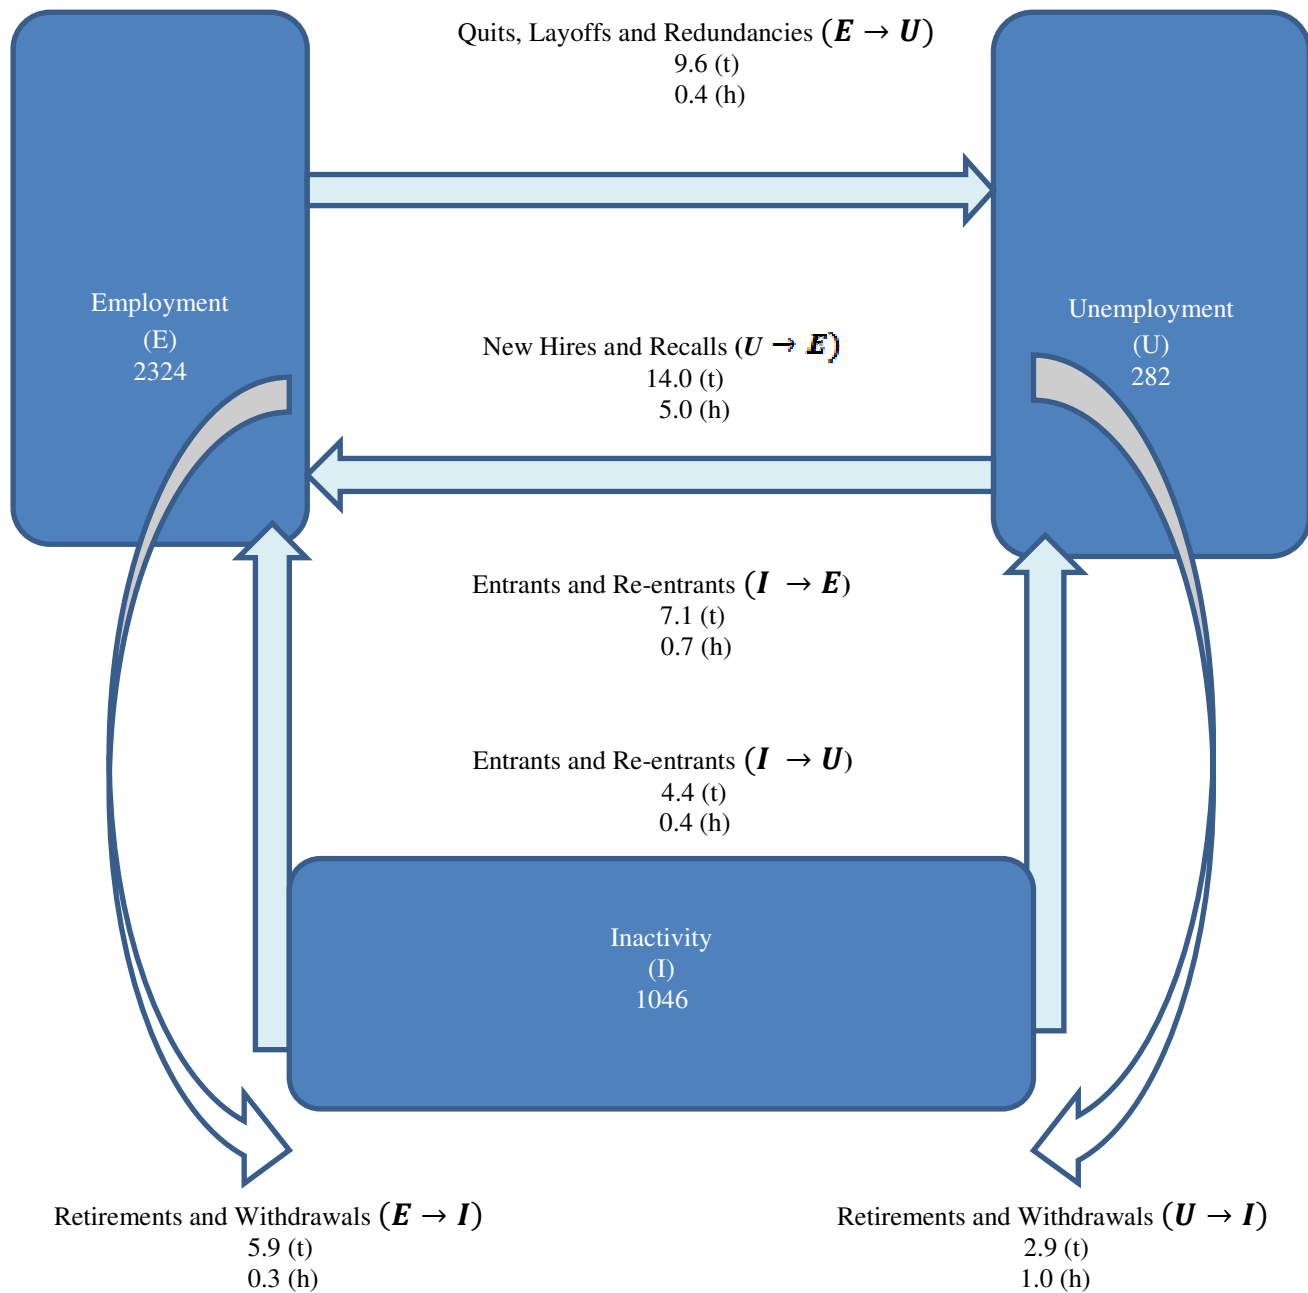 Quits, Layoffs and Redundancies (E → U)
9.6 (t)
0.4 (h)
Employment
(E)
2324
Unemployment
(U)
282
New Hires and Recalls (U → E)
14.0 (t)
5.0 (h)
Entrants and Re-entrants (I → E)
7.1 (t)
0.7 (h)
Entrants and Re-entrants (I → U)
4.4 (t)
0.4 (h)
Inactivity
(I)
1046
Retirements and Withdrawals (E → I)
5.9 (t)
0.3 (h)
Retirements and Withdrawals (U → I)
2.9 (t)
1.0 (h)